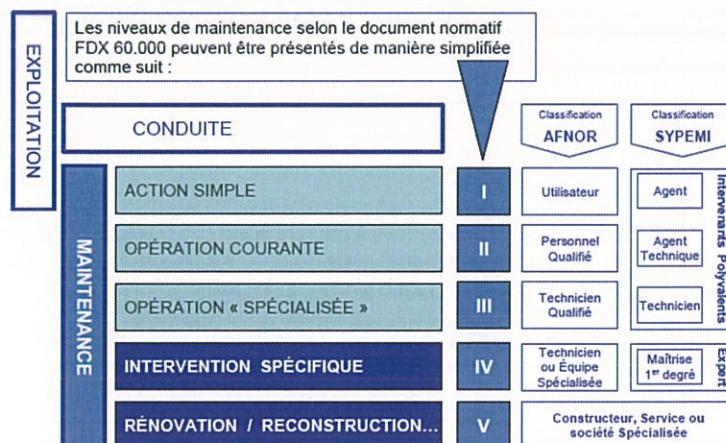 EXPLOITATION
Les niveaux de maintenance selon le document normatif
FDX 60.000 peuvent être présentés de manière simplifiée
comme suit :
CONDUITE
Classification
AFNOR
Classification
SYPEMI
MAINTENANCE
ACTION SIMPLE
I
Utilisateur
Agent
OPÉRATION COURANTE
II
Personnel
Qualifié
Agent
Technique
OPÉRATION « SPÉCIALISÉE »
III
Technicien
Qualifié
Technicien
Intervenants Polyvalents
INTERVENTION SPÉCIFIQUE
IV
Technicien
ou Équipe
Spécialisée
Maîtrise
1er degré
Expert
RÉNOVATION / RECONSTRUCTION...
V
Constructeur, Service ou
société Spécialisée